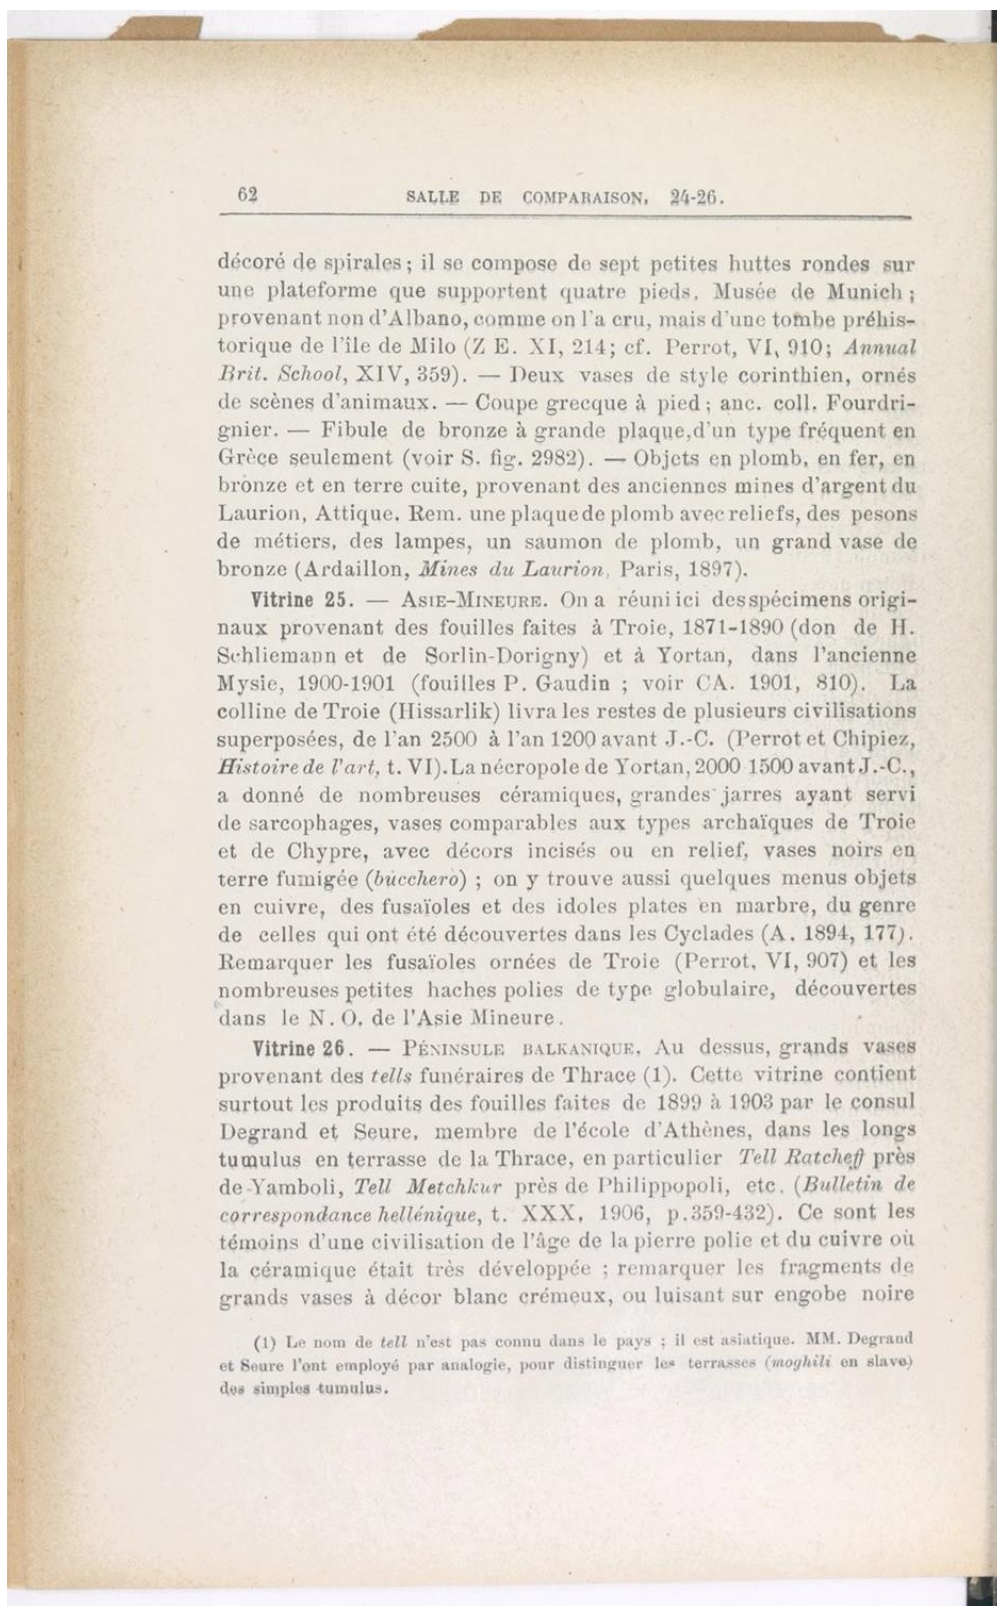 62 SALLE DE COMPARAISON, 24-26.
décoré de spirales ; il se compose de sept petites huttes rondes sur
une plateforme que supportent quatre pieds. Musée de Munich ;
provenant non d'Albano, comme on l'a cru, mais d'une tombe préhis-
torique de l'île de Milo (Z E. XI, 214; cf. Perrot, VI, 910; Annual
Brit. School, XIV, 359). — Deux vases de style corinthien, ornés
de scènes d'animaux. — Coupe grecque à pied ; anc. coll. Fourdri-
gnier. — Fibule de bronze à grande plaque, d'un type fréquent en
Grèce seulement (voir S. fig. 2982). — Objets en plomb, en fer, en
bronze et en terre cuite, provenant des anciennes mines d'argent du
Laurion, Attique. Rem. une plaque de plomb avec reliefs, des pesons
de métiers, des lampes, un saumon de plomb, un grand vase de
bronze (Ardaillon, Mines du Laurion, Paris, 1897).
Vitrine 25. — ASIE-MINEURE. On a réuni ici des spécimens origi-
naux provenant des fouilles faites à Troie, 1871-1890 (don de H.
Schliemann et de Sorlin-Dorigny) et à Yortan, dans l'ancienne
Mysie, 1900-1901 (fouilles P. Gaudin ; voir CA. 1901, 810). La
colline de Troie (Hissarlik) livra les restes de plusieurs civilisations
superposées, de l'an 2500 à l'an 1200 avant J.-C. (Perrot et Chipiez,
Histoire de l'art, t. VI). La nécropole de Yortan, 2000 1500 avant J.-C.,
a donné de nombreuses céramiques, grandes jarres ayant servi
de sarcophages, vases comparables aux types archaïques de Troie
et de Chypre, avec décors incisés ou en relief, vases noirs en
terre fumigée (bùcchero) ; on y trouve aussi quelques menus objets
en cuivre, des fusaïoles et des idoles plates en marbre, du genre
de celles qui ont été découvertes dans les Cyclades (A. 1894, 177).
Remarquer les fusaïoles ornées de Troie (Perrot, VI, 907) et les
nombreuses petites haches polies de type globulaire, découvertes
dans le N. O. de l'Asie Mineure.
Vitrine 26. — PÉNINSULE BALKANIQUE. Au dessus, grands vases
provenant des tells funéraires de Thrace (1). Cette vitrine contient
surtout les produits des fouilles faites de 1899 à 1903 par le consul
Degrand et Seure, membre de l'école d'Athènes, dans les longs
tumulus en terrasse de la Thrace, en particulier Tell Ratcheff près
de Yamboli, Tell Metchkur près de Philippopoli, etc. (Bulletin de
correspondance hellénique, t. XXX, 1906, p. 359-432). Ce sont les
témoins d'une civilisation de l'âge de la pierre polie et du cuivre où
la céramique était très développée ; remarquer les fragments de
grands vases à décor blanc crémeux, ou luisant sur engobe noire
(1) Le nom de tell n'est pas connu dans le pays ; il est asiatique. MM. Degrand
et Seure l'ont employé par analogie, pour distinguer les terrasses (moghili en slave)
des simples tumulus.